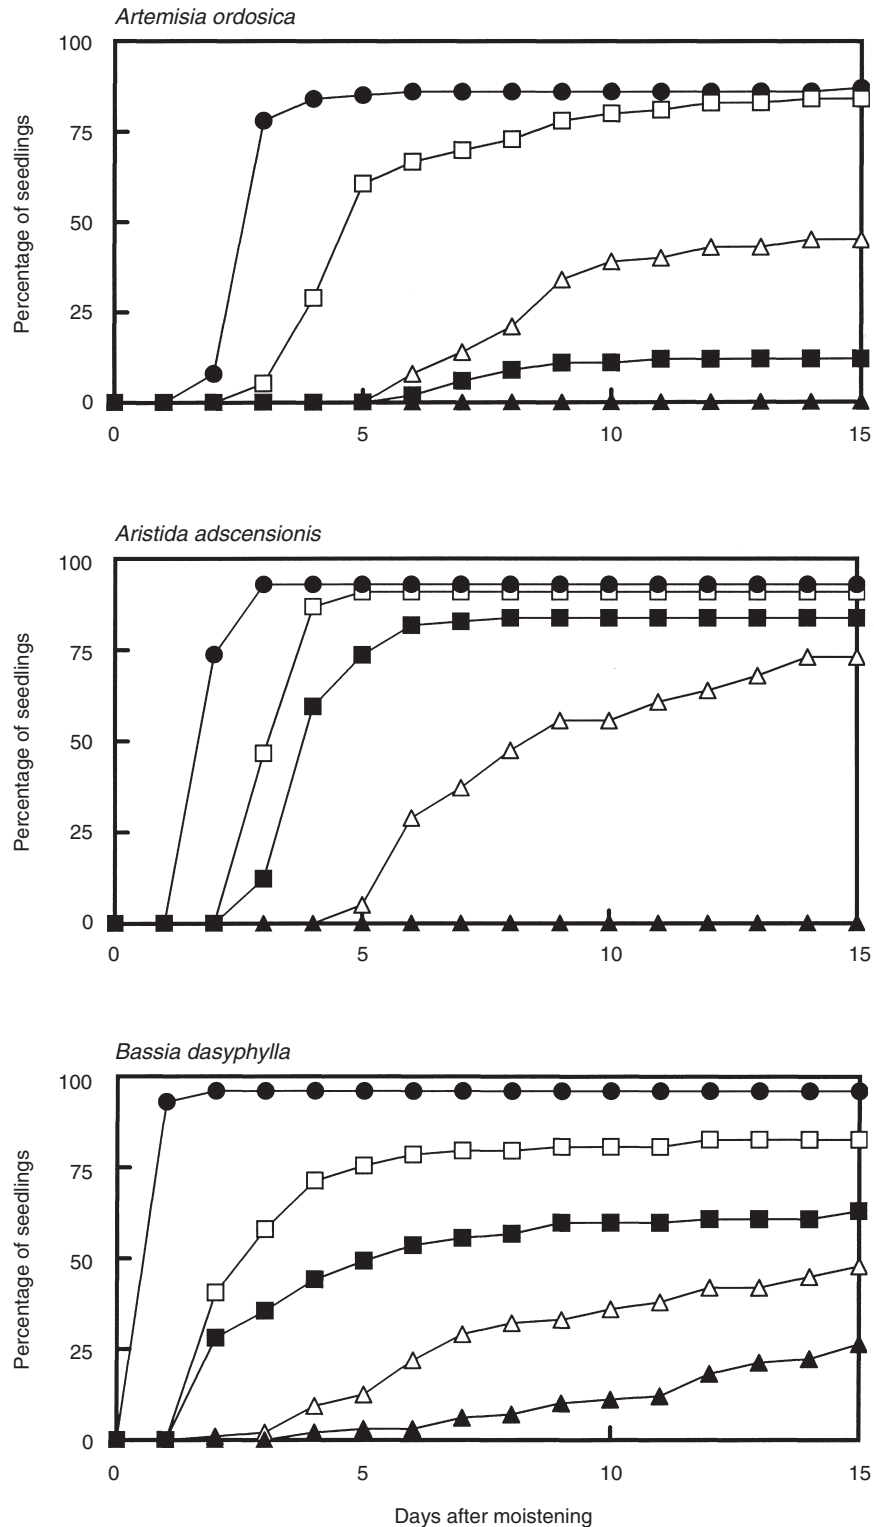 Artemisia ordosica
100
75
50
25
0
Percentage of seedlings
0 5 10 15
Aristida adscensionis
100
75
50
25
0
Percentage of seedlings
0 5 10 15
Bassia dasyphylla
100
75
50
25
0
Percentage of seedlings
0 5 10 15
Days after moistening